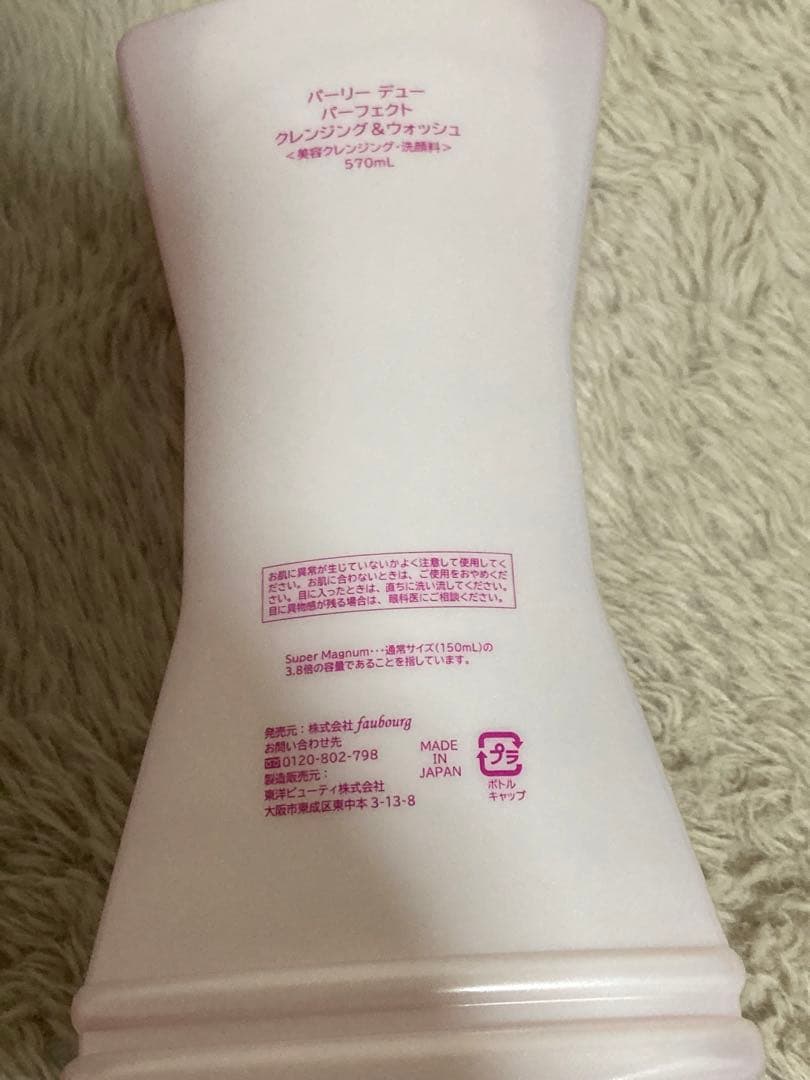 パーリー デュー
パーフェクト
クレンジング&ウォッシュ
<美容クレンジング･洗顔料>
570mL
お肌に異常が生じていないかよく注意して使用してく
ださい。お肌に合わないときは、ご使用をおやめくだ
さい。目に入ったときは、直ちに洗い流してください。
目に異物感が残る場合は、眼科医にご相談ください。
Super Magnum･･･通常サイズ(150mL)の
3.8倍の容量であることを指しています。
発売元：株式会社 faubourg
お問い合わせ先
0120-802-798
製造販売元：
東洋ビューティ株式会社
大阪市東成区東中本 3-13-8
MADE
IN
JAPAN
プラ
ボトル
キャップ